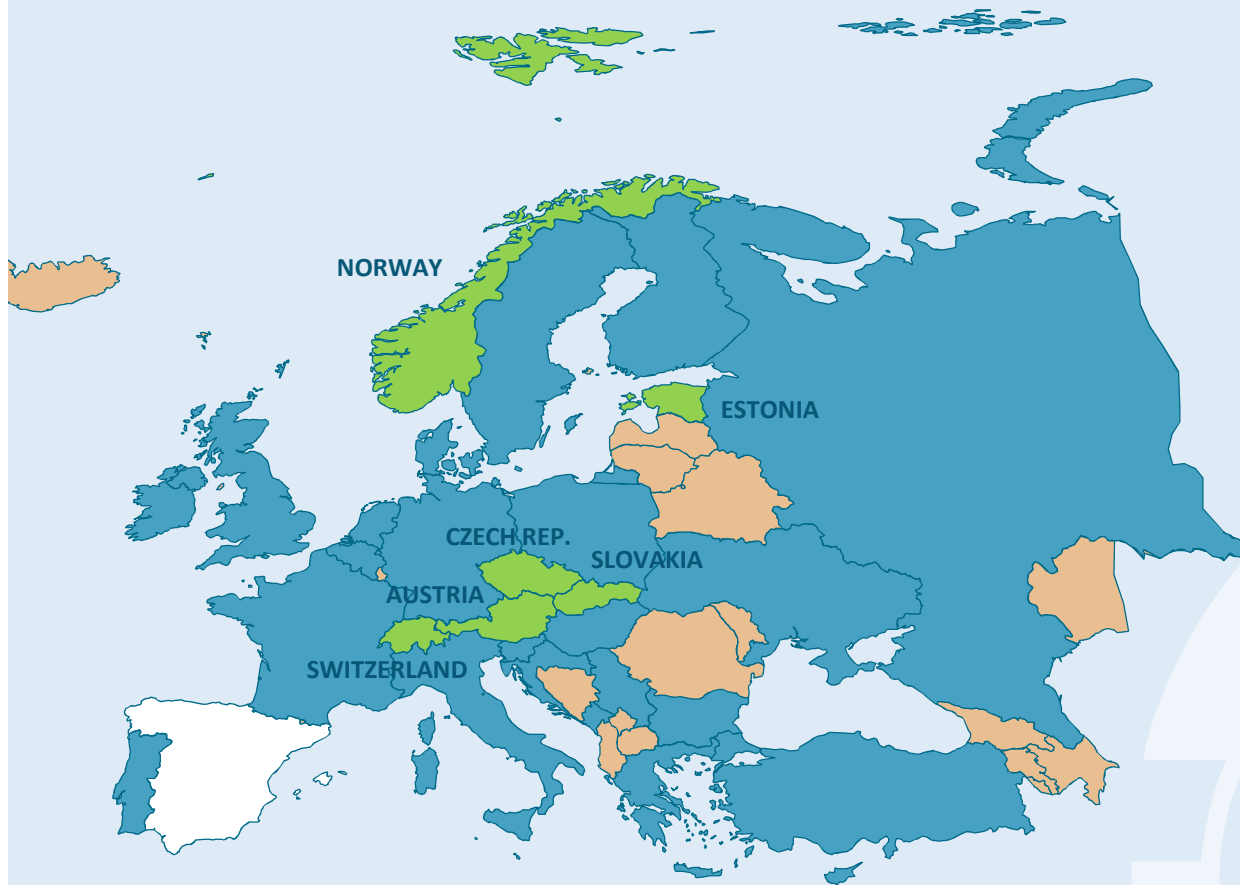 NORWAY
ESTONIA
CZECH REP.
SLOVAKIA
AUSTRIA
SWITZERLAND